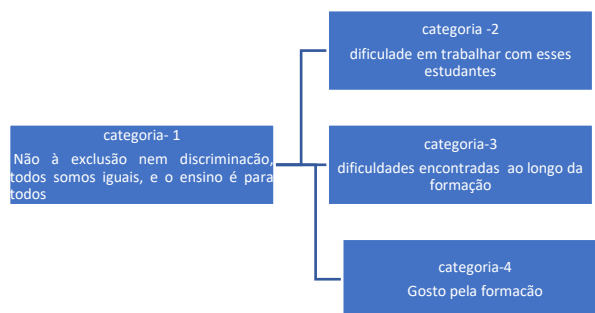 categoria -2
dificulade em trabalhar com esses
estudantes
categoria- 1
Não à exclusão nem discriminacão,
todos somos iguais, e o ensino é para
todos
categoria-3
dificuldades encontradas ao longo da
formação
categoria-4
Gosto pela formacão